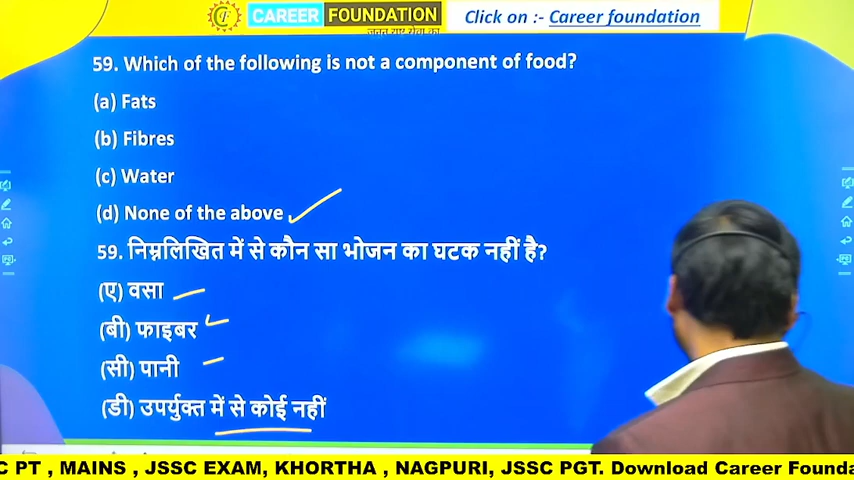 CAREER FOUNDATION
Click on :- Career foundation
59. Which of the following is not a component of food?
(a) Fats
(b) Fibres
(c) Water
(d) None of the above
59. निम्नलिखित में से कौन सा भोजन का घटक नहीं है?
(ए) वसा
(बी) फाइबर
(सी) पानी
(डी) उपर्युक्त में से कोई नहीं
C PT , MAINS , JSSC EXAM, KHORTHA , NAGPURI, JSSC PGT. Download Career Founda